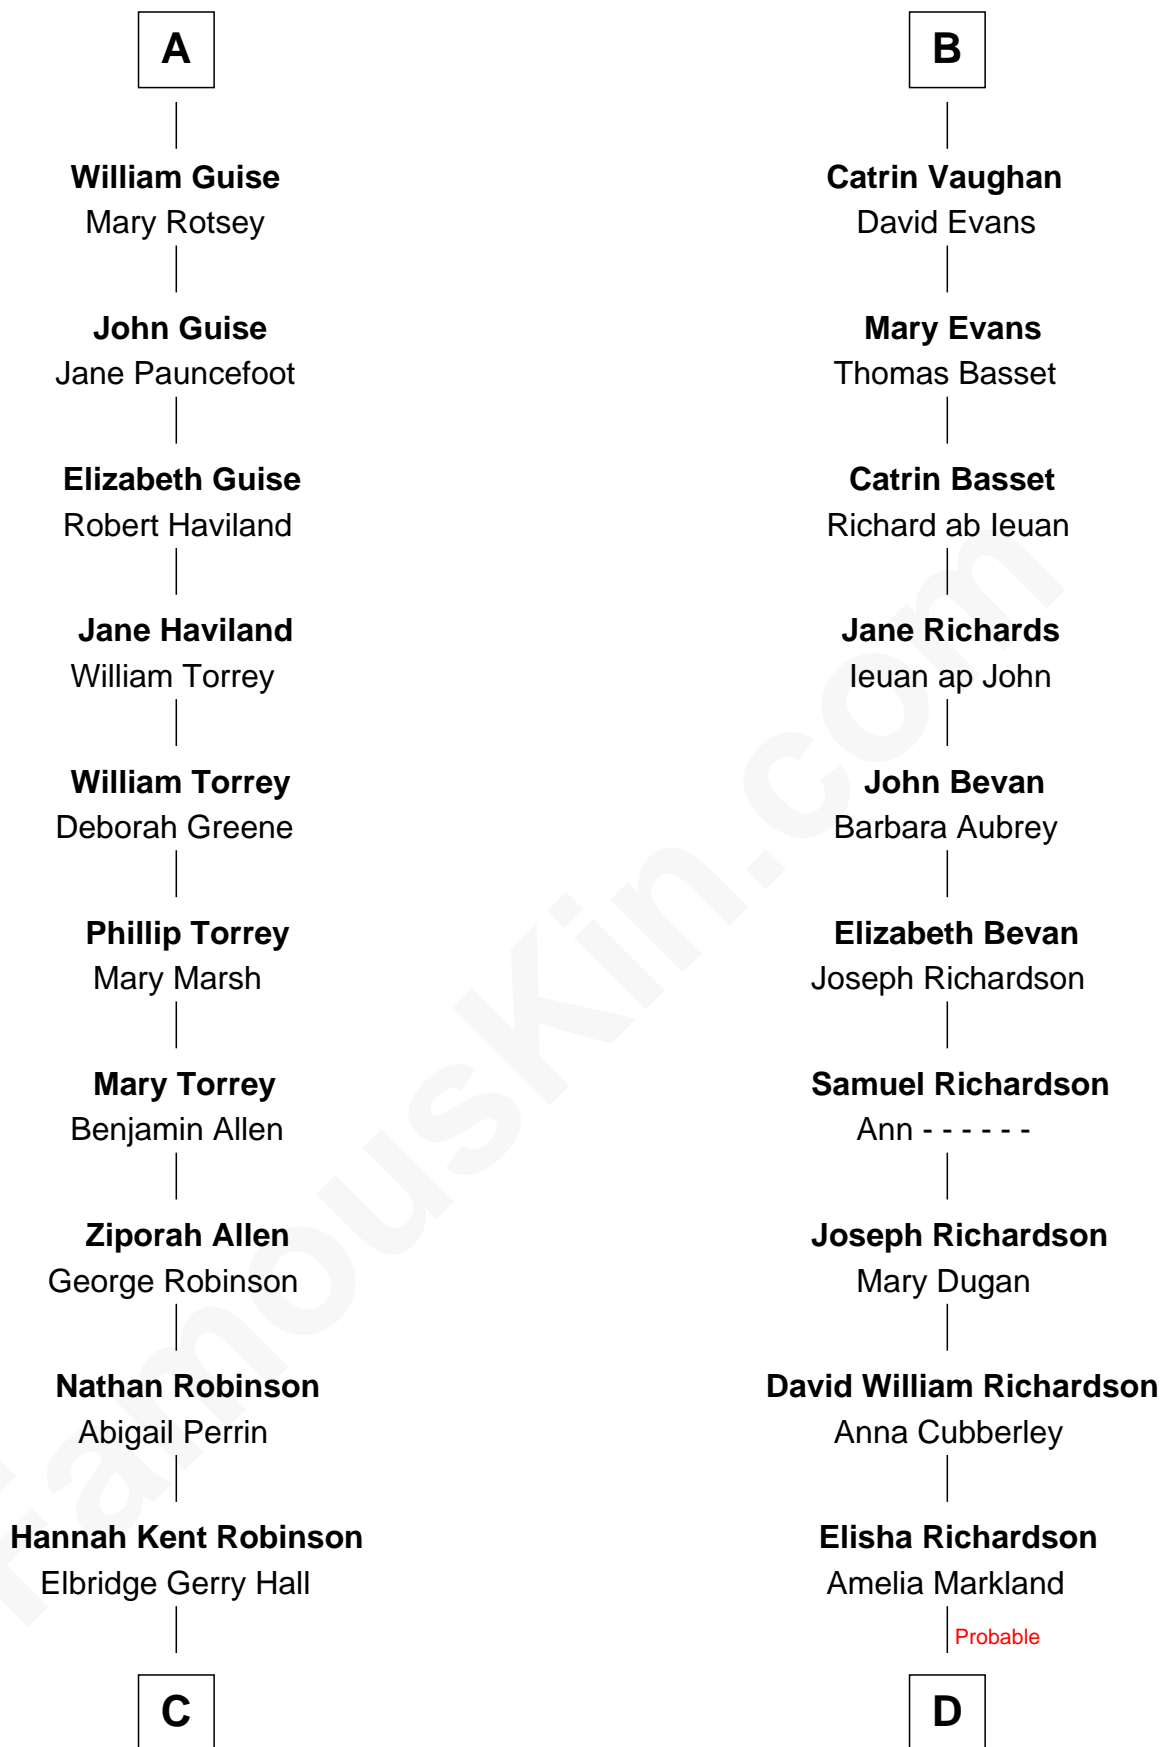 A
William Guise
Mary Rotsey
John Guise
Jane Pauncefoot
Elizabeth Guise
Robert Haviland
Jane Haviland
William Torrey
William Torrey
Deborah Greene
Phillip Torrey
Mary Marsh
Mary Torrey
Benjamin Allen
Ziporah Allen
George Robinson
Nathan Robinson
Abigail Perrin
Hannah Kent Robinson
Elbridge Gerry Hall
C
B
Catrin Vaughan
David Evans
Mary Evans
Thomas Basset
Catrin Basset
Richard ab Ieuan
Jane Richards
Ieuan ap John
John Bevan
Barbara Aubrey
Elizabeth Bevan
Joseph Richardson
Samuel Richardson
Ann - - - - - -
Joseph Richardson
Mary Dugan
David William Richardson
Anna Cubberley
Elisha Richardson
Amelia Markland
Probable
D
FamousKin.com